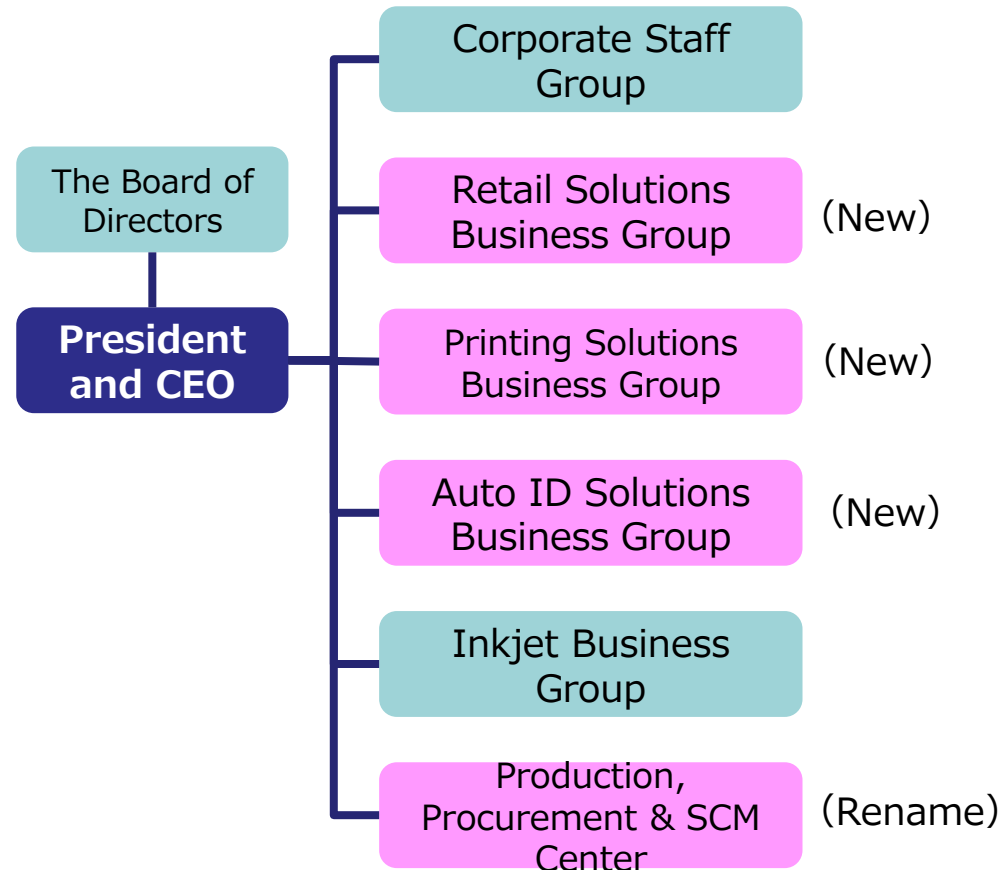 Corporate Staff
Group
The Board of
Directors
Retail Solutions
Business Group
（New）
President
and CEO
Printing Solutions
Business Group
（New）
Auto ID Solutions
Business Group
（New）
Inkjet Business
Group
Production,
Procurement & SCM
Center
（Rename）